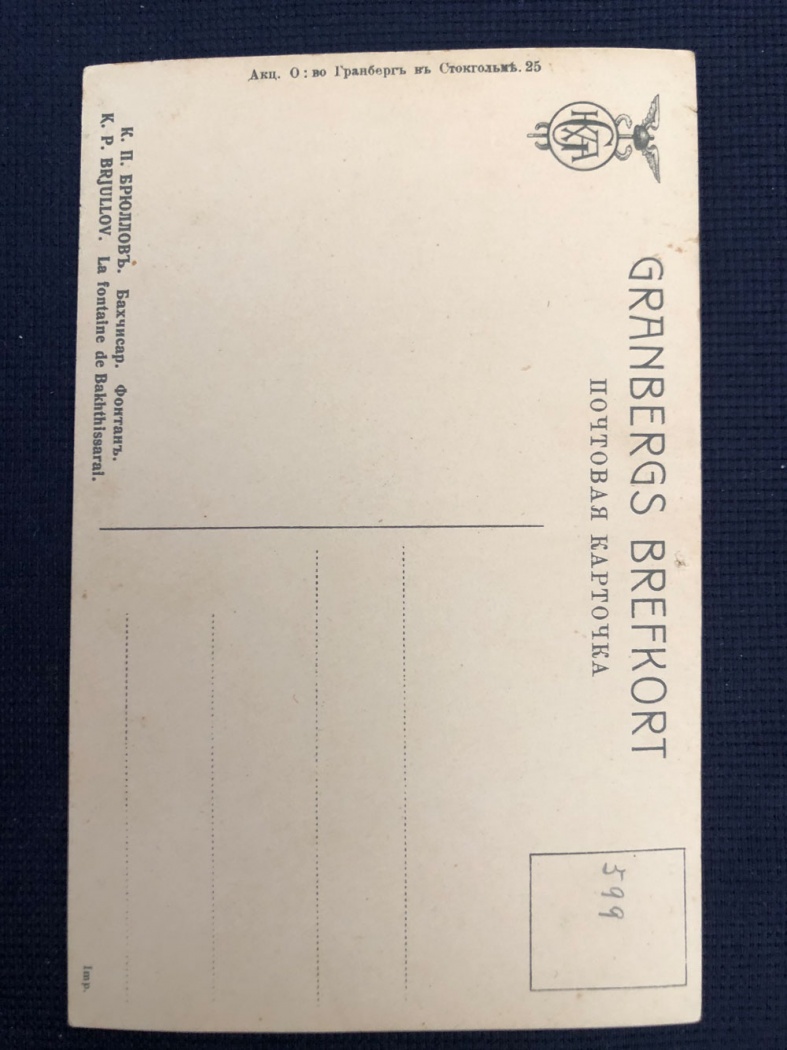 GRANBERGS BREFKORT
ПОЧТОВАЯ КАРТОЧКА
599
Акц. О : во Гранбергъ въ Стокгольмѣ. 25
К. П. БРЮЛЛОВЪ. Бахчисар. Фонтанъ.
K. P. BRJULLOV. La fontaine de Bakhthissarai.
Imp.